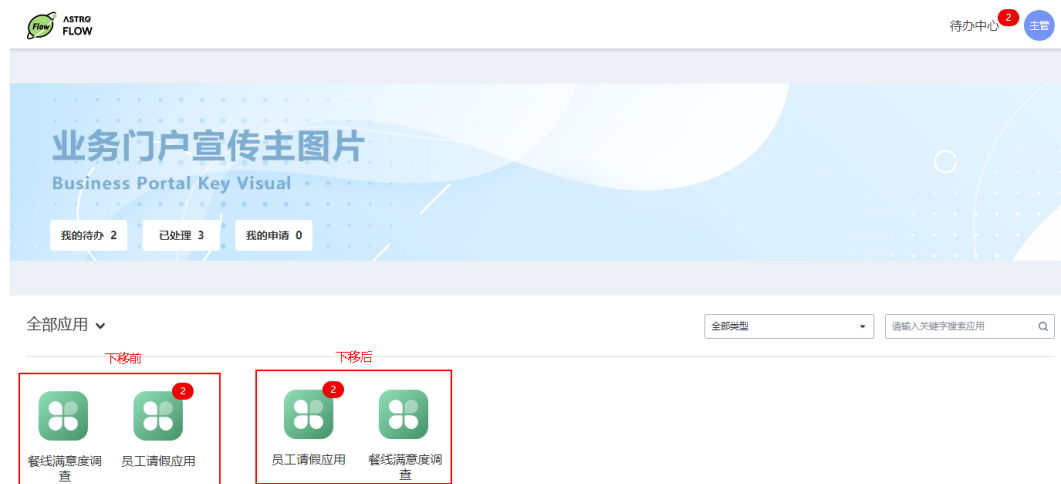 Flow
ASTRO
FLOW
待办中心 2 主管
业务门户宣传主图片
Business Portal Key Visual
我的待办 2 已处理 3 我的申请 0
全部应用 全部类型 请输入关键字搜索应用
下移前 下移后
2 2
餐线满意度调 员工请假应用 员工请假应用 餐线满意度调
查 查